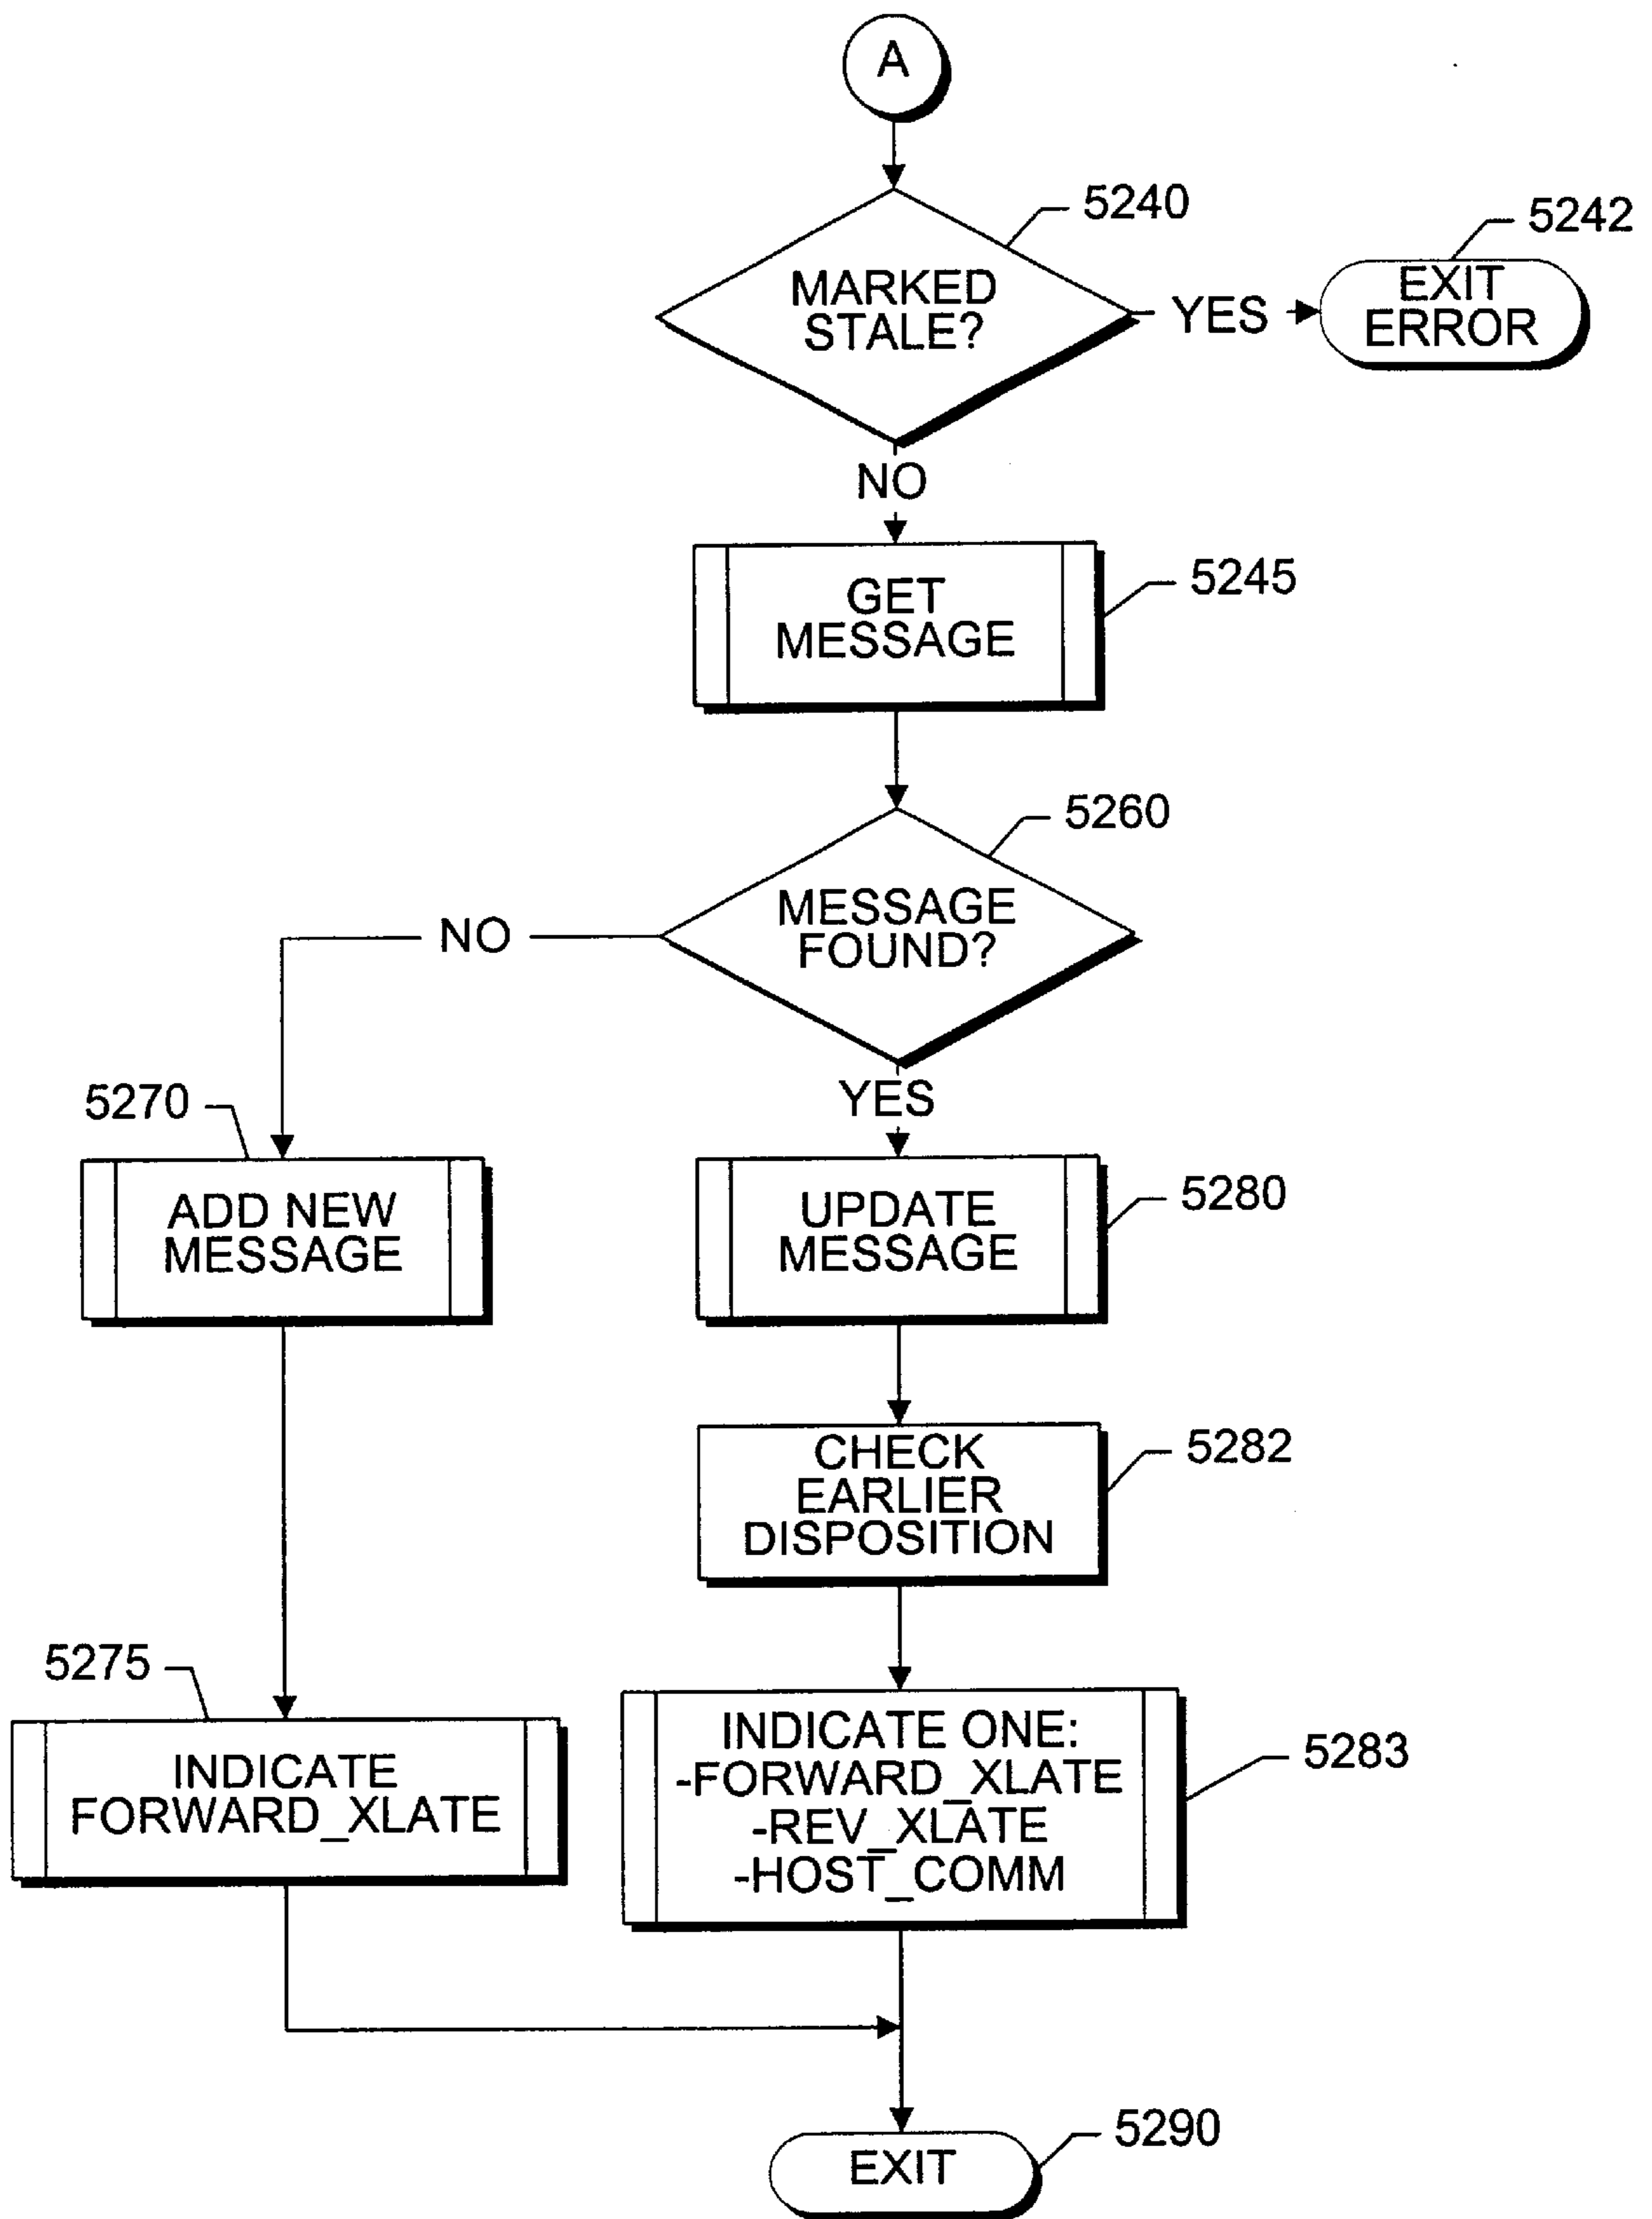 A
5240
5242
MARKED
STALE?
YES
EXIT
ERROR
NO
GET
MESSAGE
5245
5260
MESSAGE
FOUND?
NO
YES
5270
ADD NEW
MESSAGE
UPDATE
MESSAGE
5280
CHECK
EARLIER
DISPOSITION
5282
5275
INDICATE
FORWARD_XLATE
INDICATE ONE:
-FORWARD_XLATE
-REV_XLATE
-HOST_COMM
5283
EXIT
5290